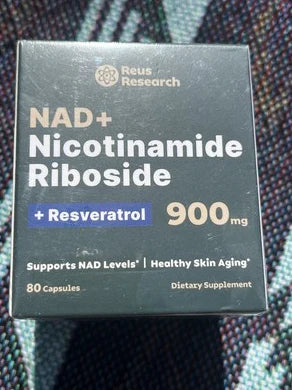 Reus
Research
NAD+
Nicotinamide
Riboside
+ Resveratrol 900mg
Supports NAD Levels* | Healthy Skin Aging*
80 Capsules Dietary Supplement